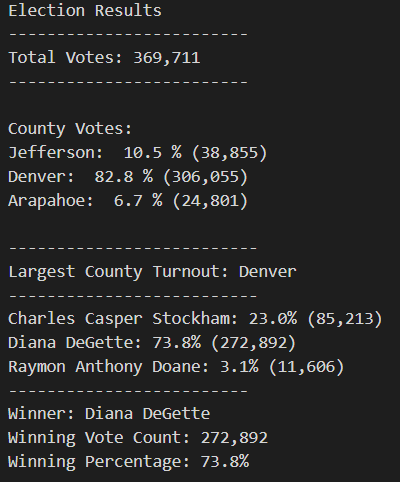 Election Results
-------------------------
Total Votes: 369,711
-------------------------
County Votes:
Jefferson:  10.5 % (38,855)
Denver:  82.8 % (306,055)
Arapahoe:  6.7 % (24,801)
--------------------------
Largest County Turnout: Denver
--------------------------
Charles Casper Stockham: 23.0% (85,213)
Diana DeGette: 73.8% (272,892)
Raymon Anthony Doane: 3.1% (11,606)
-------------------------
Winner: Diana DeGette
Winning Vote Count: 272,892
Winning Percentage: 73.8%